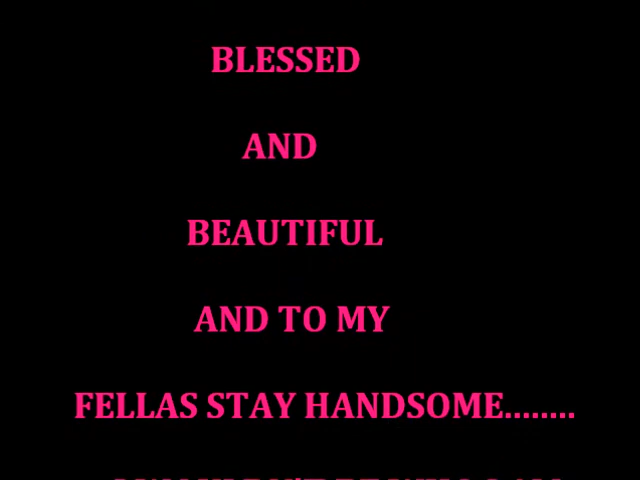 BLESSED
AND
BEAUTIFUL
AND TO MY
FELLAS STAY HANDSOME........